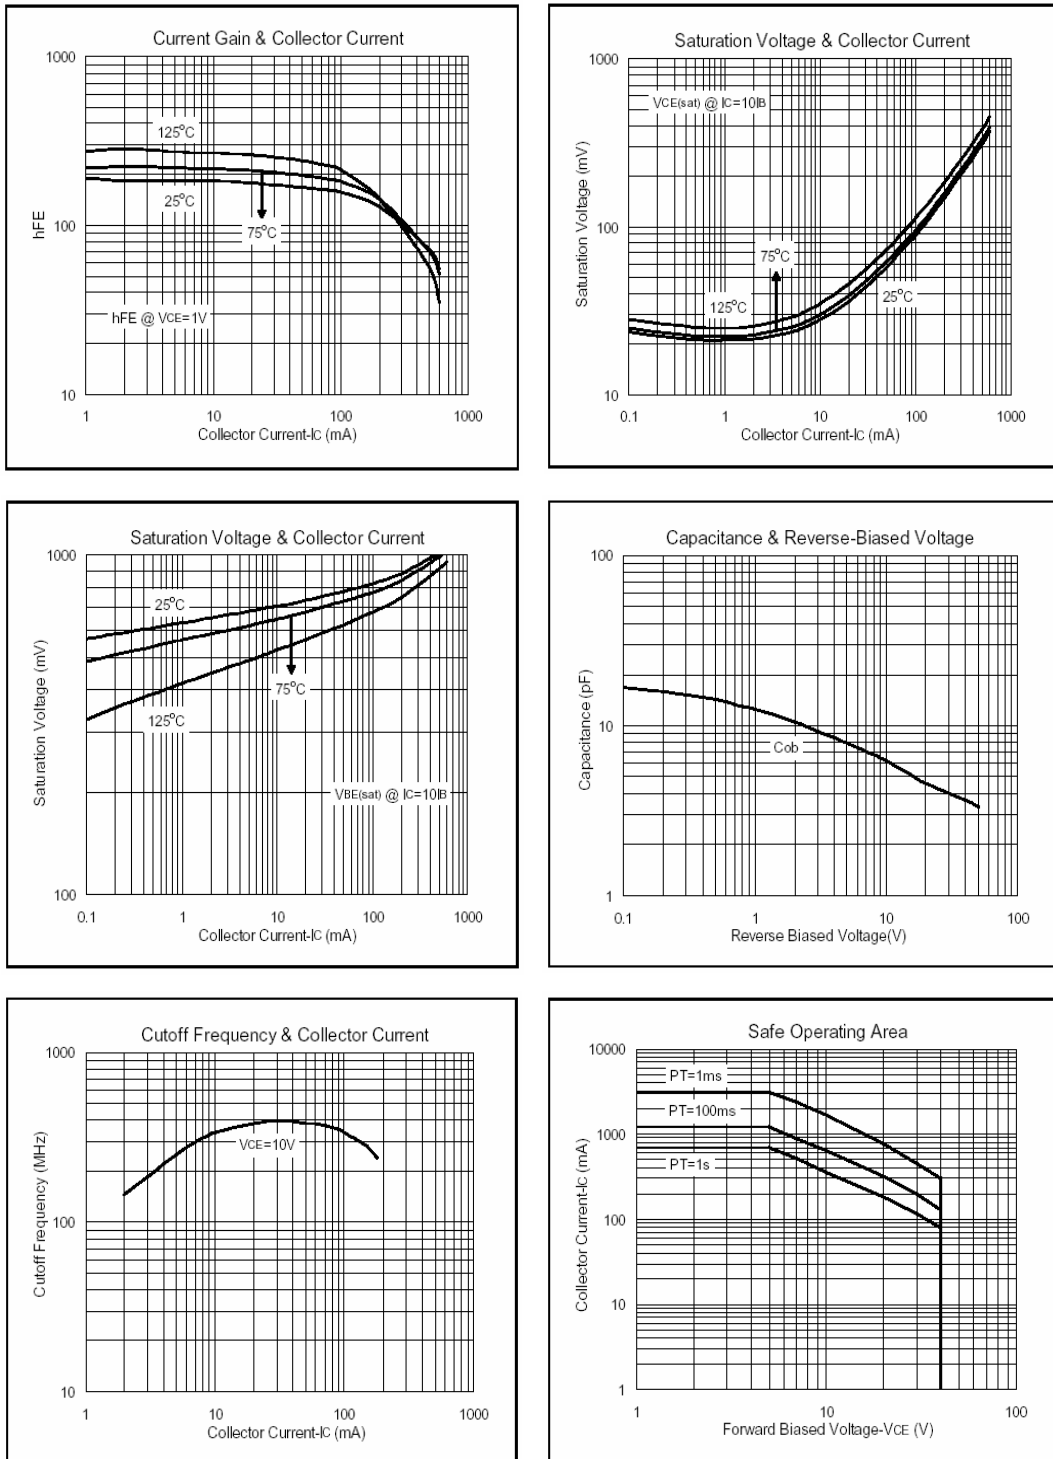 Current Gain & Collector Current
1000
125°C
25°C
75°C
100
hFE
hFE @ VCE=1V
10
1 10 100 1000
Collector Current-IC (mA)
Saturation Voltage & Collector Current
1000
VCE(sat) @ IC=10IB
Saturation Voltage (mV)
100
75°C
125°C
25°C
10
0.1 1 10 100 1000
Collector Current-IC (mA)
Saturation Voltage & Collector Current
1000
25°C
75°C
125°C
Saturation Voltage (mV)
VBE(sat) @ IC=10IB
100
0.1 1 10 100 1000
Collector Current-IC (mA)
Capacitance & Reverse-Biased Voltage
100
Capacitance (pF)
10
Cob
1
0.1 1 10 100
Reverse Biased Voltage(V)
Cutoff Frequency & Collector Current
1000
VCE=10V
Cutoff Frequency (MHz)
100
10
1 10 100 1000
Collector Current-IC (mA)
Safe Operating Area
10000
PT=1ms
PT=100ms
1000
PT=1s
Collector Current-IC (mA)
100
10
1
1 10 100
Forward Biased Voltage-VCE (V)